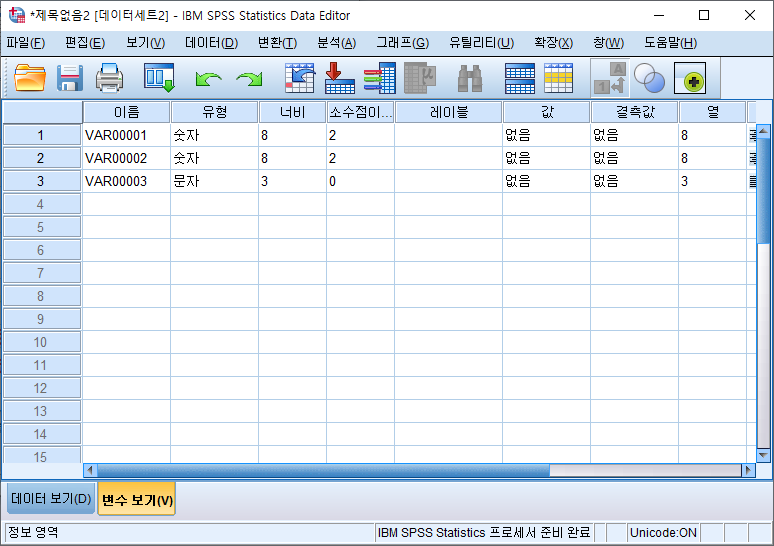 *제목없음2 [데이터세트2] - IBM SPSS Statistics Data Editor
파일(F) 편집(E) 보기(V) 데이터(D) 변환(T) 분석(A) 그래프(G) 유틸리티(U) 확장(X) 창(W) 도움말(H)
이름 유형 너비 소수점이... 레이블 값 결측값 열
1 VAR00001 숫자 8 2 없음 없음 8
2 VAR00002 숫자 8 2 없음 없음 8
3 VAR00003 문자 3 0 없음 없음 3
4
5
6
7
8
9
10
11
12
13
14
15
데이터 보기(D) 변수 보기(V)
정보 영역 IBM SPSS Statistics 프로세서 준비 완료 Unicode:ON